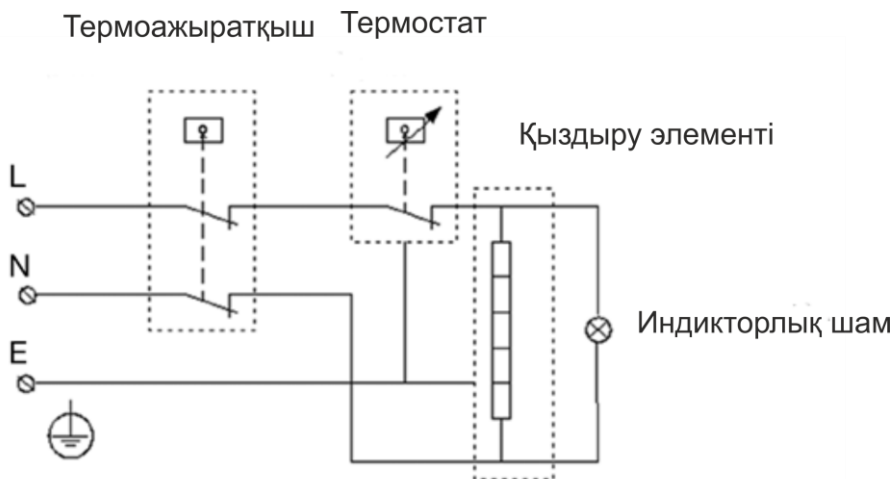 Термоажыратқыш Термостат
Қыздыру элементі
L
N
Индикторлық шам
E